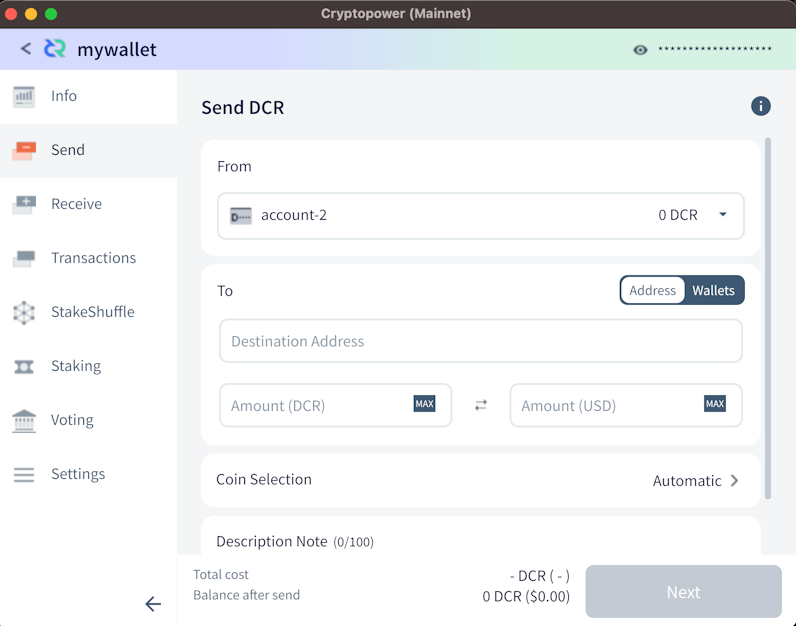 Cryptopower (Mainnet)
mywallet
*******************
Info
Send
Receive
Transactions
StakeShuffle
Staking
Voting
Settings
Send DCR
From
account-2 0 DCR
To
Address Wallets
Destination Address
Amount (DCR) MAX
Amount (USD) MAX
Coin Selection Automatic
Description Note (0/100)
Total cost - DCR ( - )
Balance after send 0 DCR ($0.00)
Next